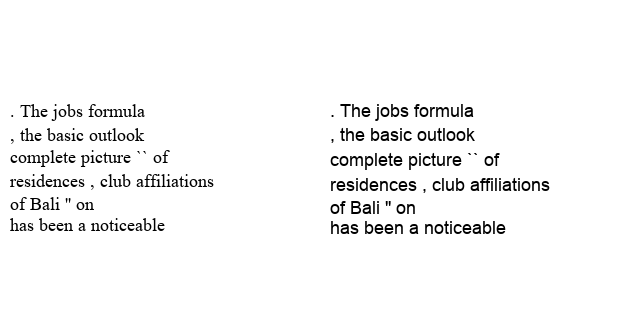 . The jobs formula
, the basic outlook
complete picture `` of
residences , club affiliations
of Bali " on
has been a noticeable
. The jobs formula
, the basic outlook
complete picture `` of
residences , club affiliations
of Bali " on
has been a noticeable